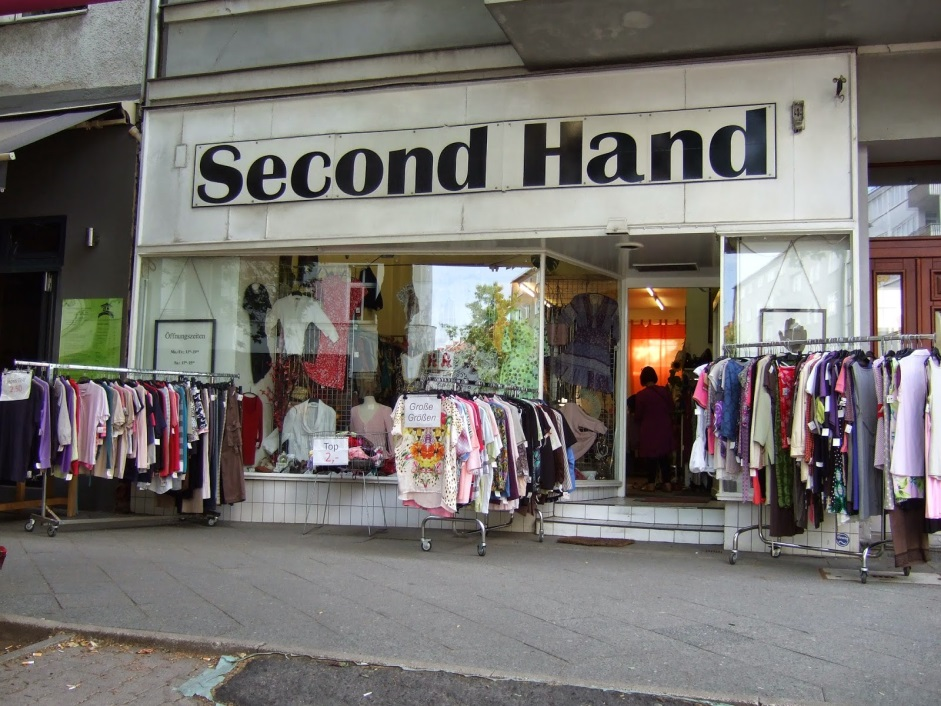 Second Hand
Öffnungszeiten
Große
Größen
Top
2,-